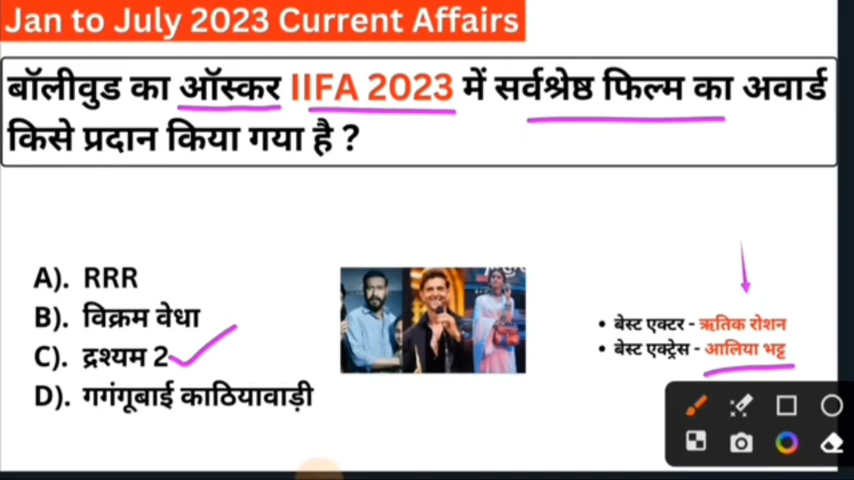 Jan to July 2023 Current Affairs
बॉलीवुड का ऑस्कर IIFA 2023 में सर्वश्रेष्ठ फिल्म का अवार्ड
किसे प्रदान किया गया है ?
A). RRR
B). विक्रम वेधा
C). द्रश्यम 2
D). गगंगूबाई काठियावाड़ी
• बेस्ट एक्टर - ऋतिक रोशन
• बेस्ट एक्ट्रेस - आलिया भट्ट